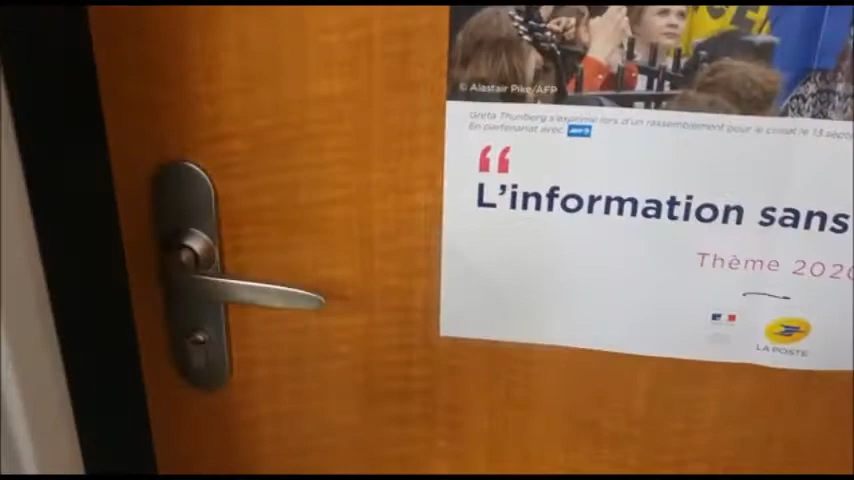 © Alastair Pike/AFP
Greta Thunberg s'exprime lors d'un rassemblement pour le climat le 13 sept
En partenariat avec AFP
“
L'information sans
Thème 2020
LA POSTE